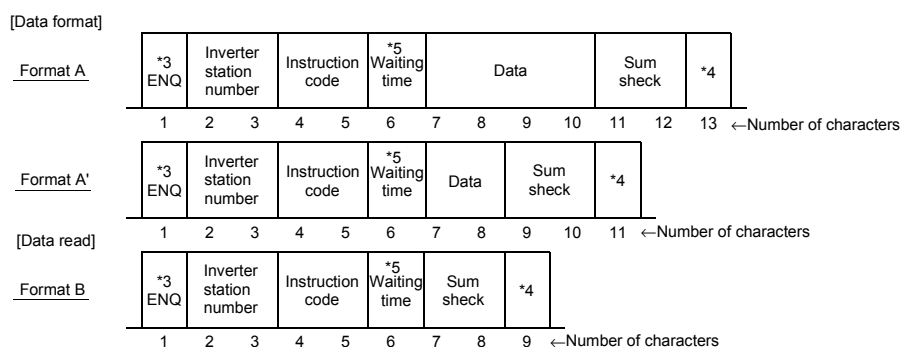 [Data format]
Format A
*3 ENQ
Inverter station number
Instruction code
*5 Waiting time
Data
Sum sheck
*4
1 2 3 4 5 6 7 8 9 10 11 12 13 ←Number of characters
Format A'
*3 ENQ
Inverter station number
Instruction code
*5 Waiting time
Data
Sum sheck
*4
1 2 3 4 5 6 7 8 9 10 11 ←Number of characters
[Data read]
Format B
*3 ENQ
Inverter station number
Instruction code
*5 Waiting time
Sum sheck
*4
1 2 3 4 5 6 7 8 9 ←Number of characters